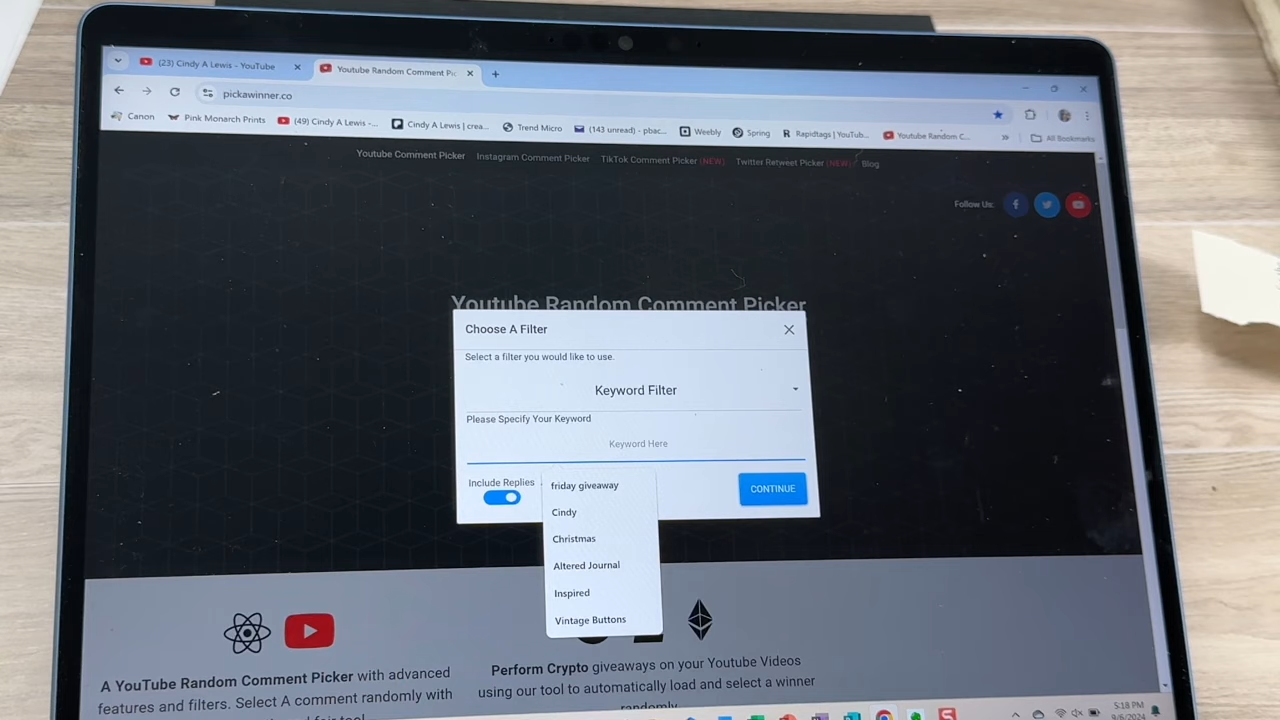 (23) Cindy A Lewis - YouTube
Youtube Random Comment Pic
pickawinner.co
Canon
Pink Monarch Prints
(49) Cindy A Lewis -...
Cindy A Lewis | crea...
Trend Micro
(143 unread) - pbac...
Weebly
Spring
Rapidtags | YouTub...
Youtube Random C...
All Bookmarks
Youtube Comment Picker
Instagram Comment Picker
TikTok Comment Picker (NEW)
Twitter Retweet Picker (NEW)
Blog
Follow Us:
Youtube Random Comment Picker
Choose A Filter
Select a filter you would like to use.
Keyword Filter
Please Specify Your Keyword
Keyword Here
Include Replies
CONTINUE
friday giveaway
Cindy
Christmas
Altered Journal
Inspired
Vintage Buttons
A YouTube Random Comment Picker with advanced
features and filters. Select A comment randomly with
Perform Crypto giveaways on your Youtube Videos
using our tool to automatically load and select a winner
randomly.
5:18 PM
9/6/2024